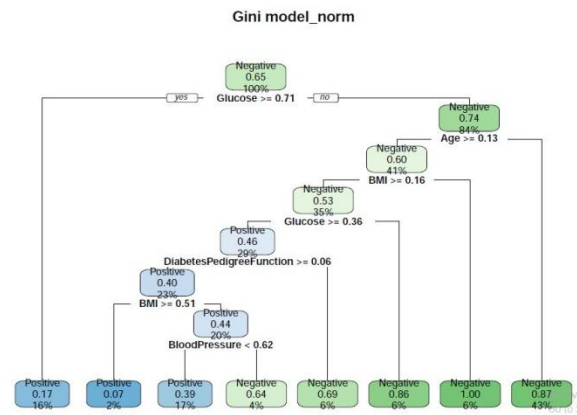 Gini model_norm
Negative
0.65
100%
yes Glucose >= 0.71 no
Negative
0.74
84%
Age >= 0.13
Negative
0.60
41%
BMI >= 0.16
Negative
0.53
35%
Glucose >= 0.36
Positive
0.46
29%
DiabetesPedigreeFunction >= 0.06
Positive
0.40
23%
BMI >= 0.51
Positive
0.44
20%
BloodPressure < 0.62
Positive
0.17
16%
Positive
0.07
2%
Positive
0.39
17%
Negative
0.64
4%
Negative
0.69
6%
Negative
0.86
6%
Negative
1.00
6%
Negative
0.87
43%